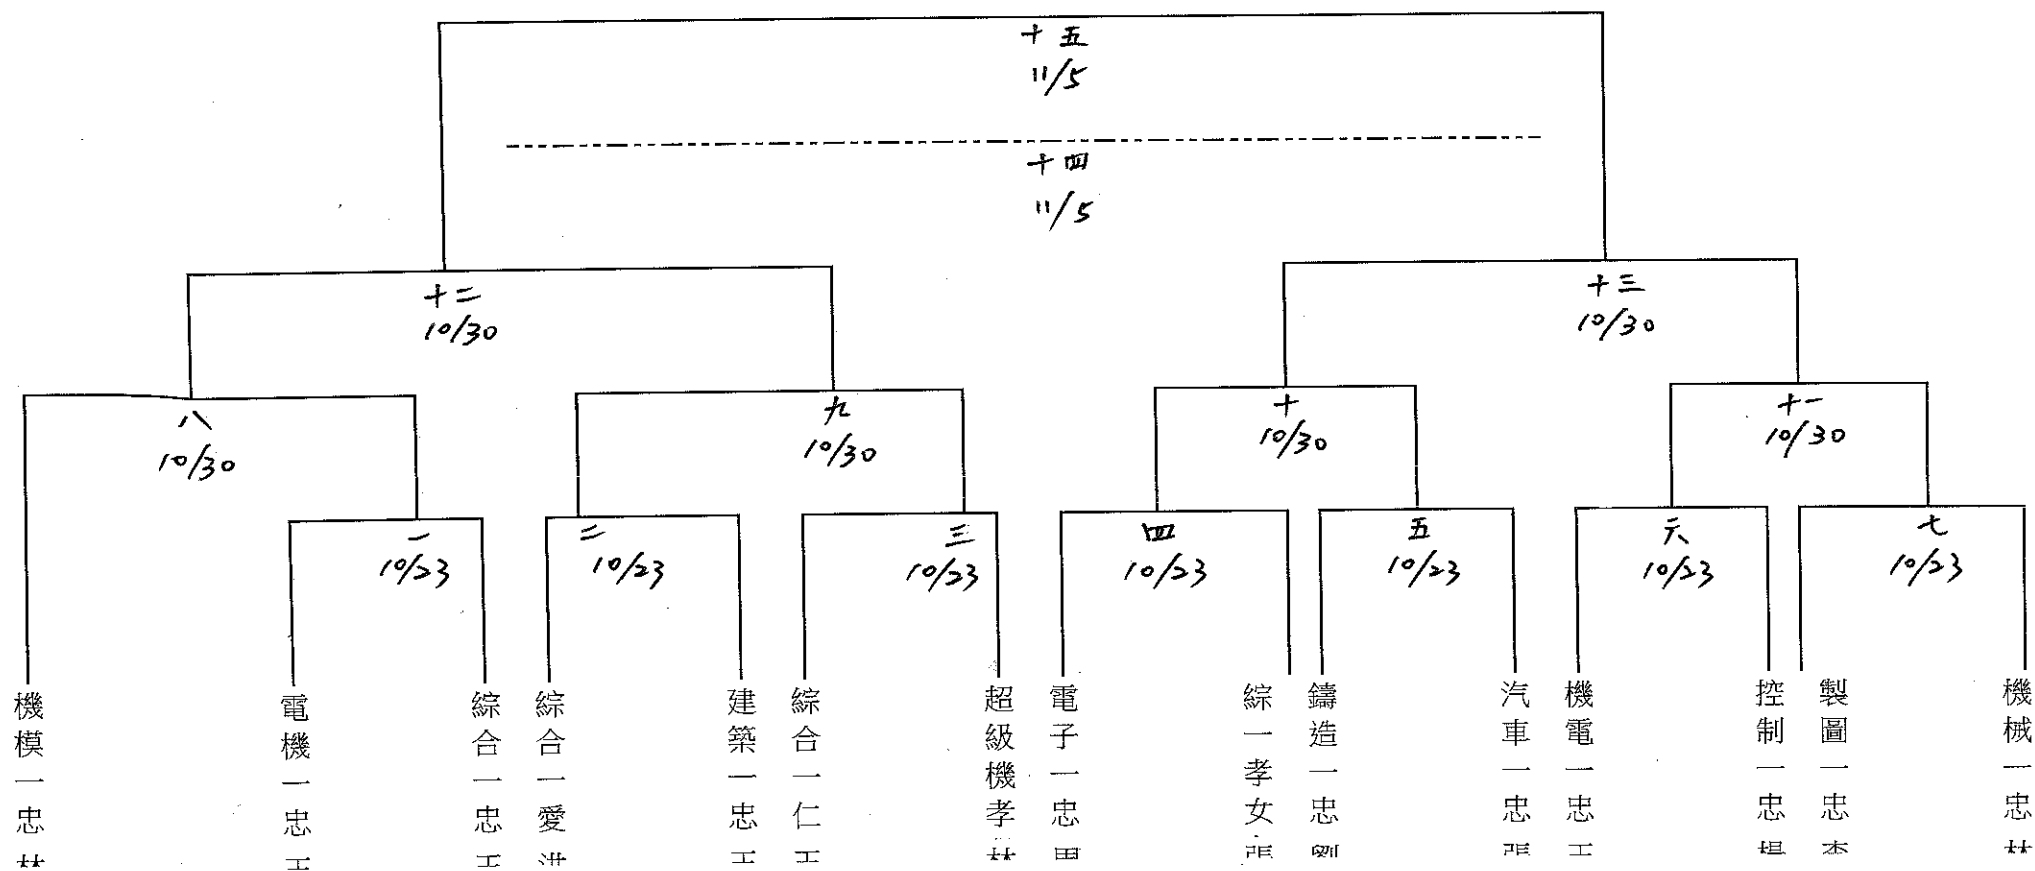 十五
11/5
十四
11/5
十二
10/30
十三
10/30
八
10/30
九
10/30
十
10/30
十一
10/30
一
10/23
二
10/23
三
10/23
四
10/23
五
10/23
六
10/23
七
10/23
機模一忠
電機一忠
綜合一忠
綜合一愛
建築一忠
綜合一仁
超級機孝
電子一忠
綜一孝女
鑄造一忠
汽車一忠
機電一忠
控制一忠
製圖一忠
機械一忠